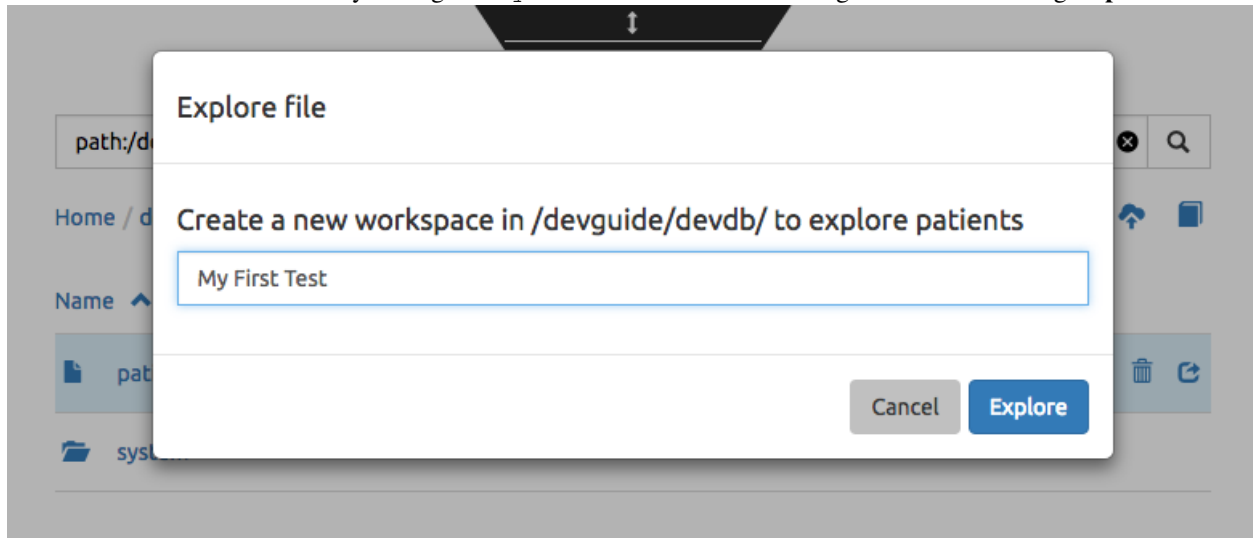 Explore file
path:/d
Home / d
Create a new workspace in /devguide/devdb/ to explore patients
My First Test
Name
pat
Cancel
Explore
syst